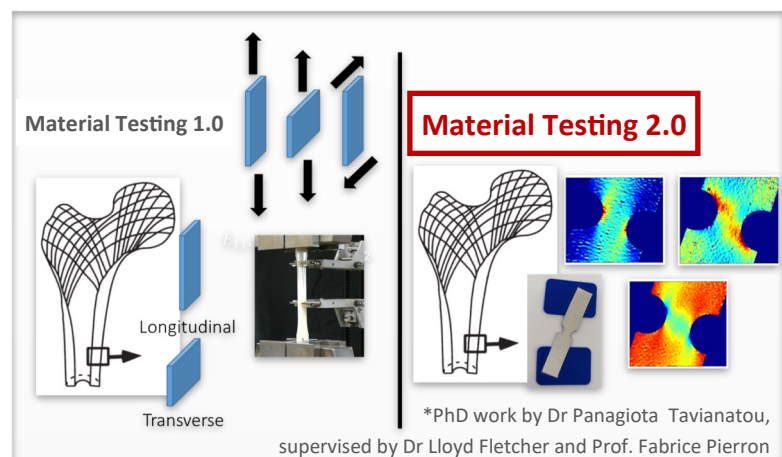 Material Testing 1.0
Longitudinal
Transverse
Material Testing 2.0
*PhD work by Dr Panagiota Tavianatou,
supervised by Dr Lloyd Fletcher and Prof. Fabrice Pierron